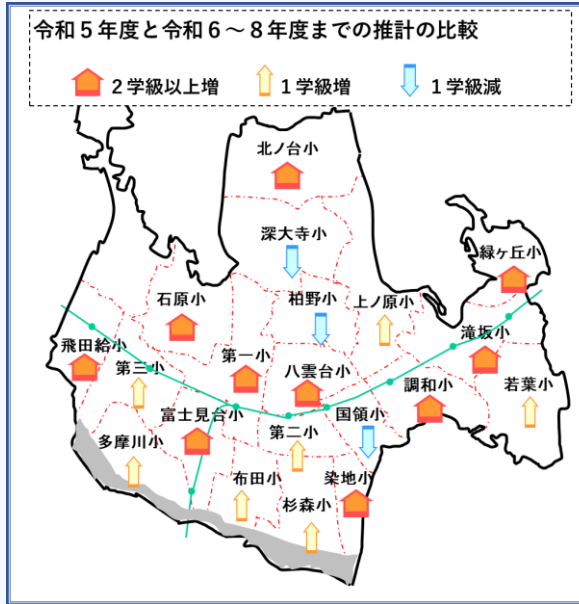 令和５年度と令和６～８年度までの推計の比較
２学級以上増 １学級増 １学級減
北ノ台小
深大寺小
緑ヶ丘小
石原小
柏野小
上ノ原小
滝坂小
飛田給小
第三小
第一小
八雲台小
調和小
若葉小
富士見台小
第二小
国領小
多摩川小
布田小
染地小
杉森小